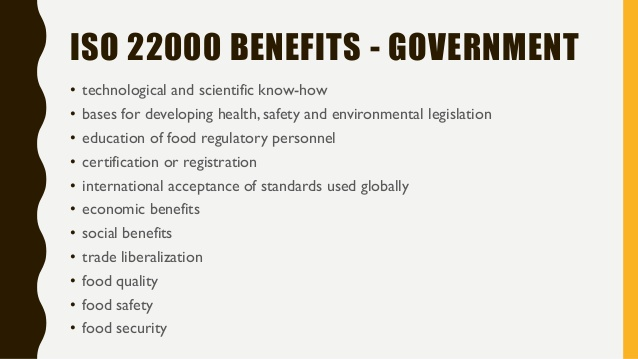 ISO 22000 BENEFITS - GOVERNMENT
• technological and scientific know-how
• bases for developing health, safety and environmental legislation
• education of food regulatory personnel
• certification or registration
• international acceptance of standards used globally
• economic benefits
• social benefits
• trade liberalization
• food quality
• food safety
• food security